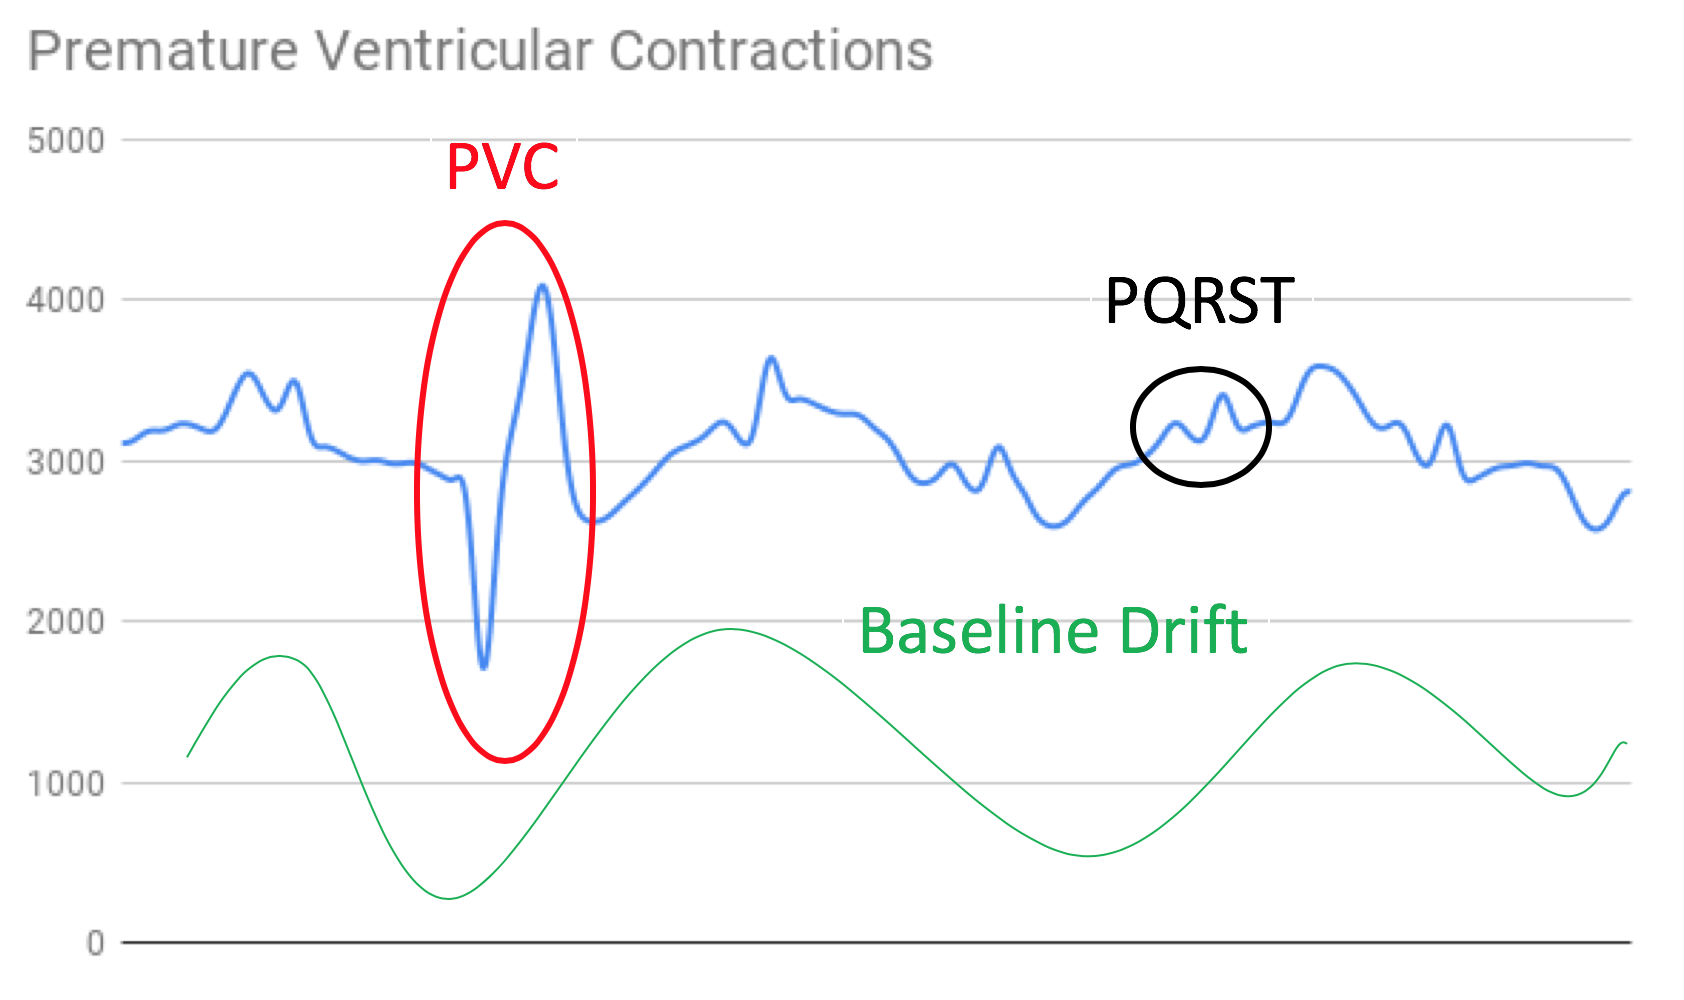 Premature Ventricular Contractions
5000
PVC
4000
PQRST
3000
2000
Baseline Drift
1000
0